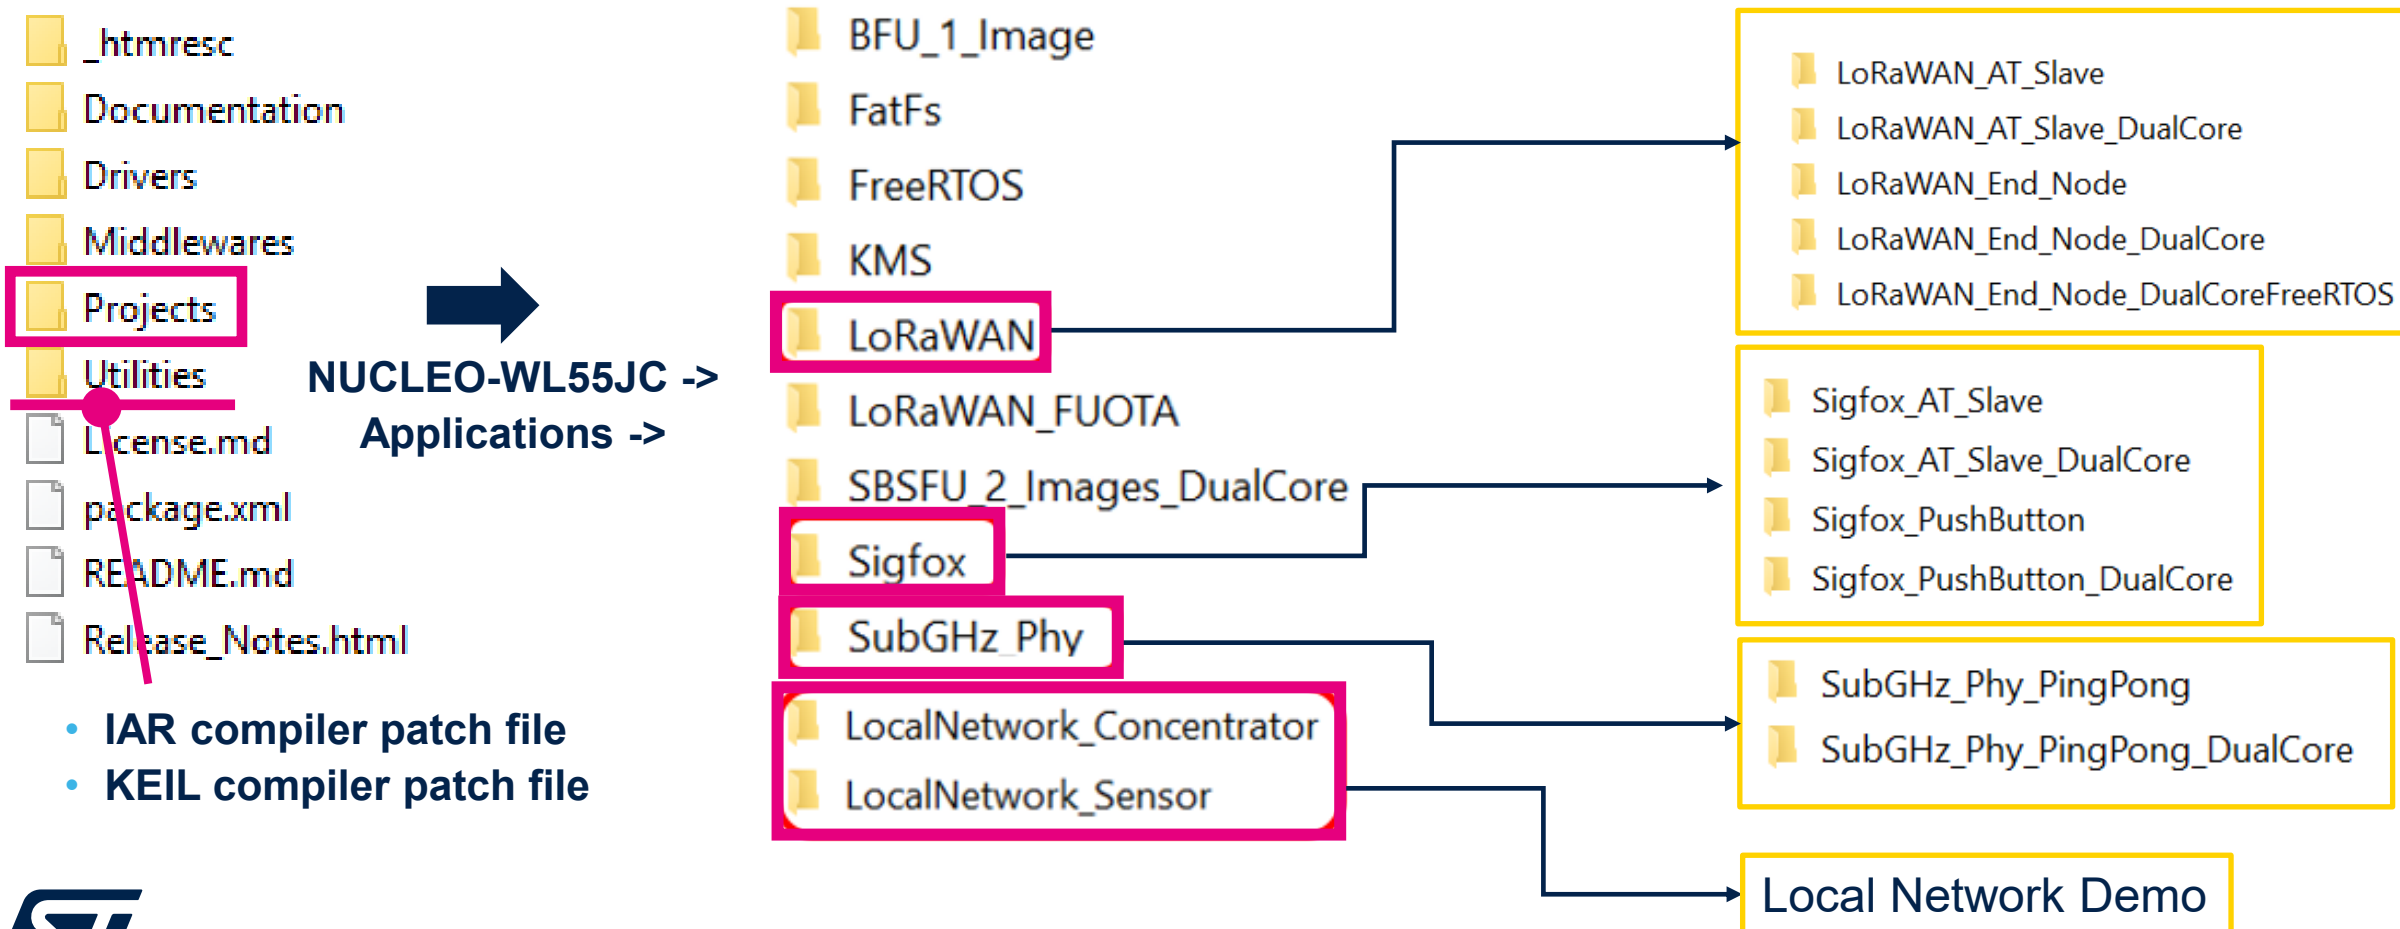 _htmresc
Documentation
Drivers
Middlewares
Projects
Utilities
License.md
package.xml
README.md
Release_Notes.html
• IAR compiler patch file
• KEIL compiler patch file
NUCLEO-WL55JC ->
Applications ->
BFU_1_Image
FatFs
FreeRTOS
KMS
LoRaWAN
LoRaWAN_FUOTA
SBSFU_2_Images_DualCore
Sigfox
SubGHz_Phy
LocalNetwork_Concentrator
LocalNetwork_Sensor
LoRaWAN_AT_Slave
LoRaWAN_AT_Slave_DualCore
LoRaWAN_End_Node
LoRaWAN_End_Node_DualCore
LoRaWAN_End_Node_DualCoreFreeRTOS
Sigfox_AT_Slave
Sigfox_AT_Slave_DualCore
Sigfox_PushButton
Sigfox_PushButton_DualCore
SubGHz_Phy_PingPong
SubGHz_Phy_PingPong_DualCore
Local Network Demo